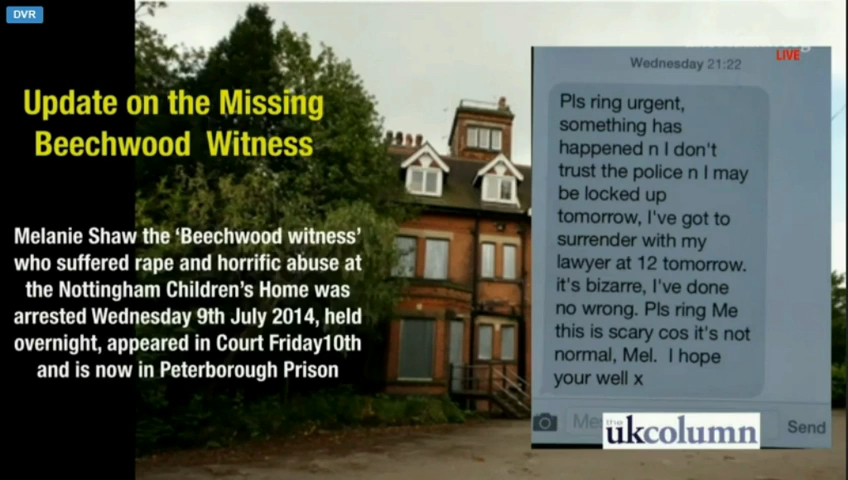 DVR
Update on the Missing
Beechwood Witness
Melanie Shaw the ‘Beechwood witness’
who suffered rape and horrific abuse at
the Nottingham Children’s Home was
arrested Wednesday 9th July 2014, held
overnight, appeared in Court Friday10th
and is now in Peterborough Prison
LIVE
Wednesday 21:22
Pls ring urgent,
something has
happened n I don't
trust the police n I may
be locked up
tomorrow, I've got to
surrender with my
lawyer at 12 tomorrow.
it's bizarre, I've done
no wrong. Pls ring Me
this is scary cos it's not
normal, Mel. I hope
your well x
Send
the ukcolumn